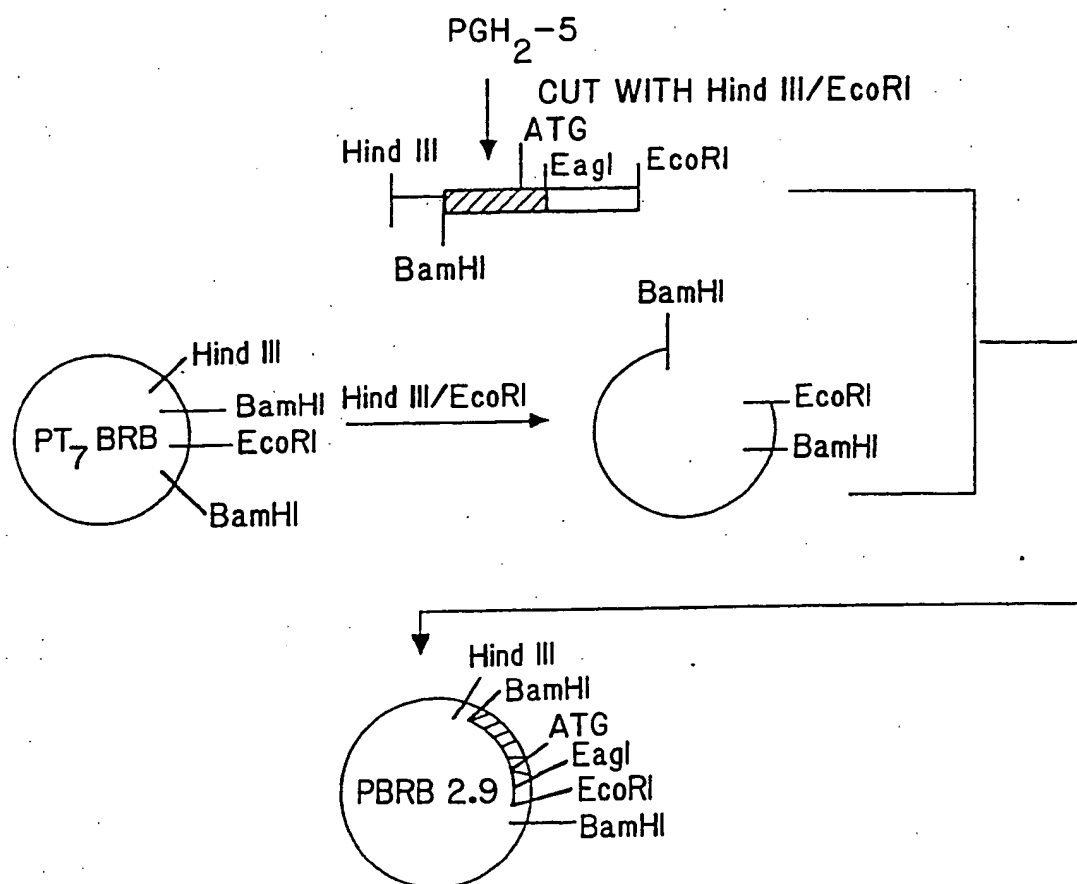 PGH2-5
CUT WITH Hind III/EcoRI
ATG
Hind III
EagI
EcoRI
BamHI
BamHI
Hind III
BamHI
Hind III/EcoRI
EcoRI
PT7 BRB
EcoRI
BamHI
BamHI
Hind III
BamHI
ATG
EagI
PBRB 2.9
EcoRI
BamHI